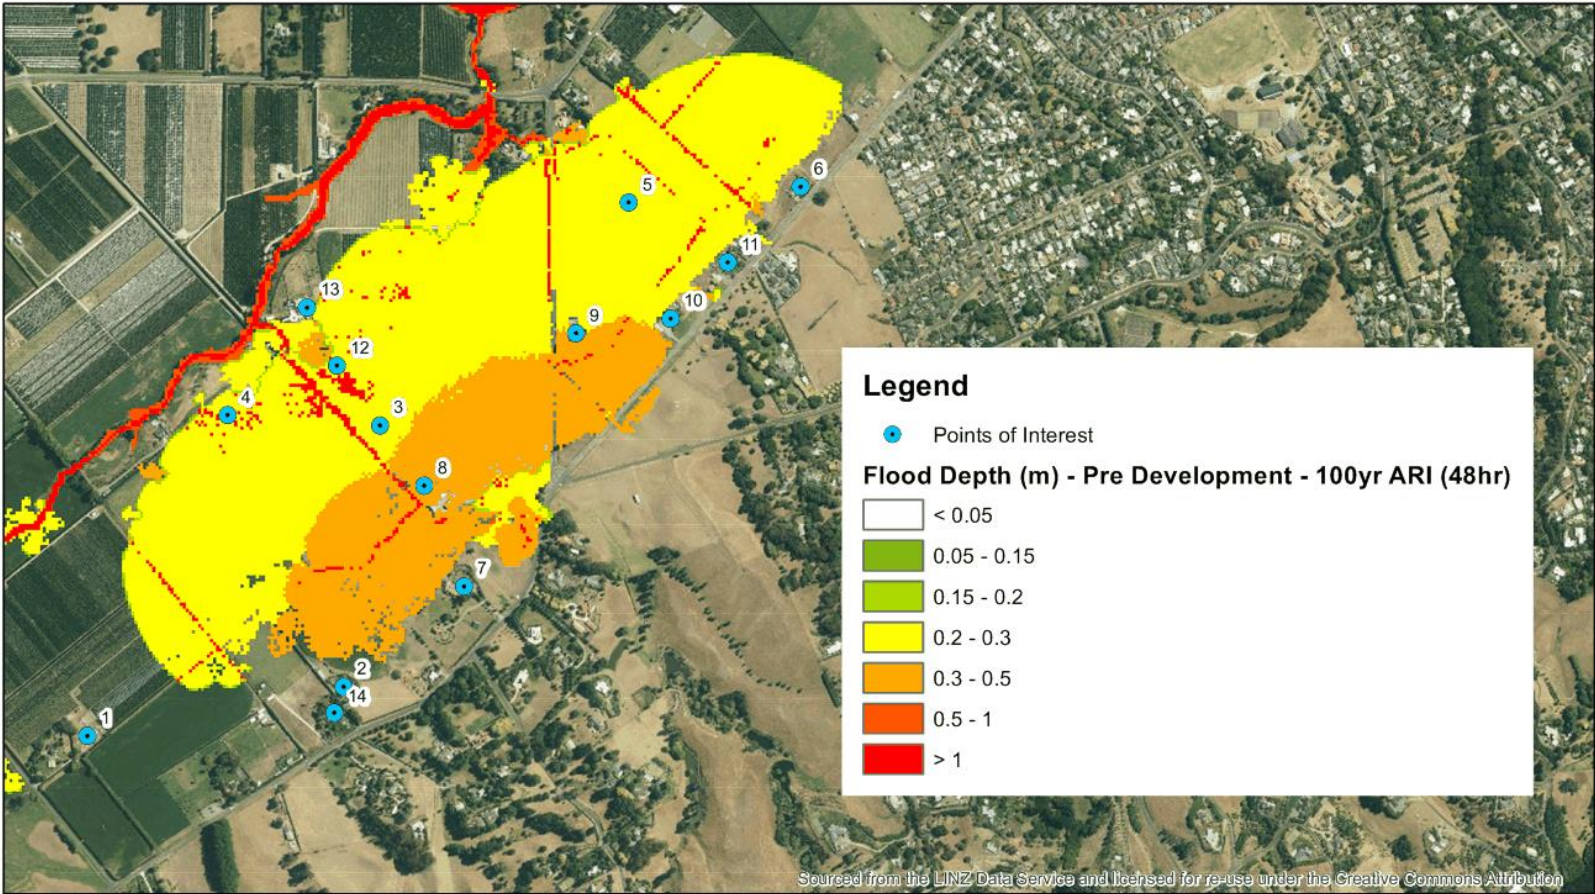 6
5
11
10
13
9
12
4
3
8
7
2
14
1
Legend
Points of Interest
Flood Depth (m) - Pre Development - 100yr ARI (48hr)
< 0.05
0.05 - 0.15
0.15 - 0.2
0.2 - 0.3
0.3 - 0.5
0.5 - 1
> 1
Sourced from the LINZ Data Service and licensed for re-use under the Creative Commons Attribution